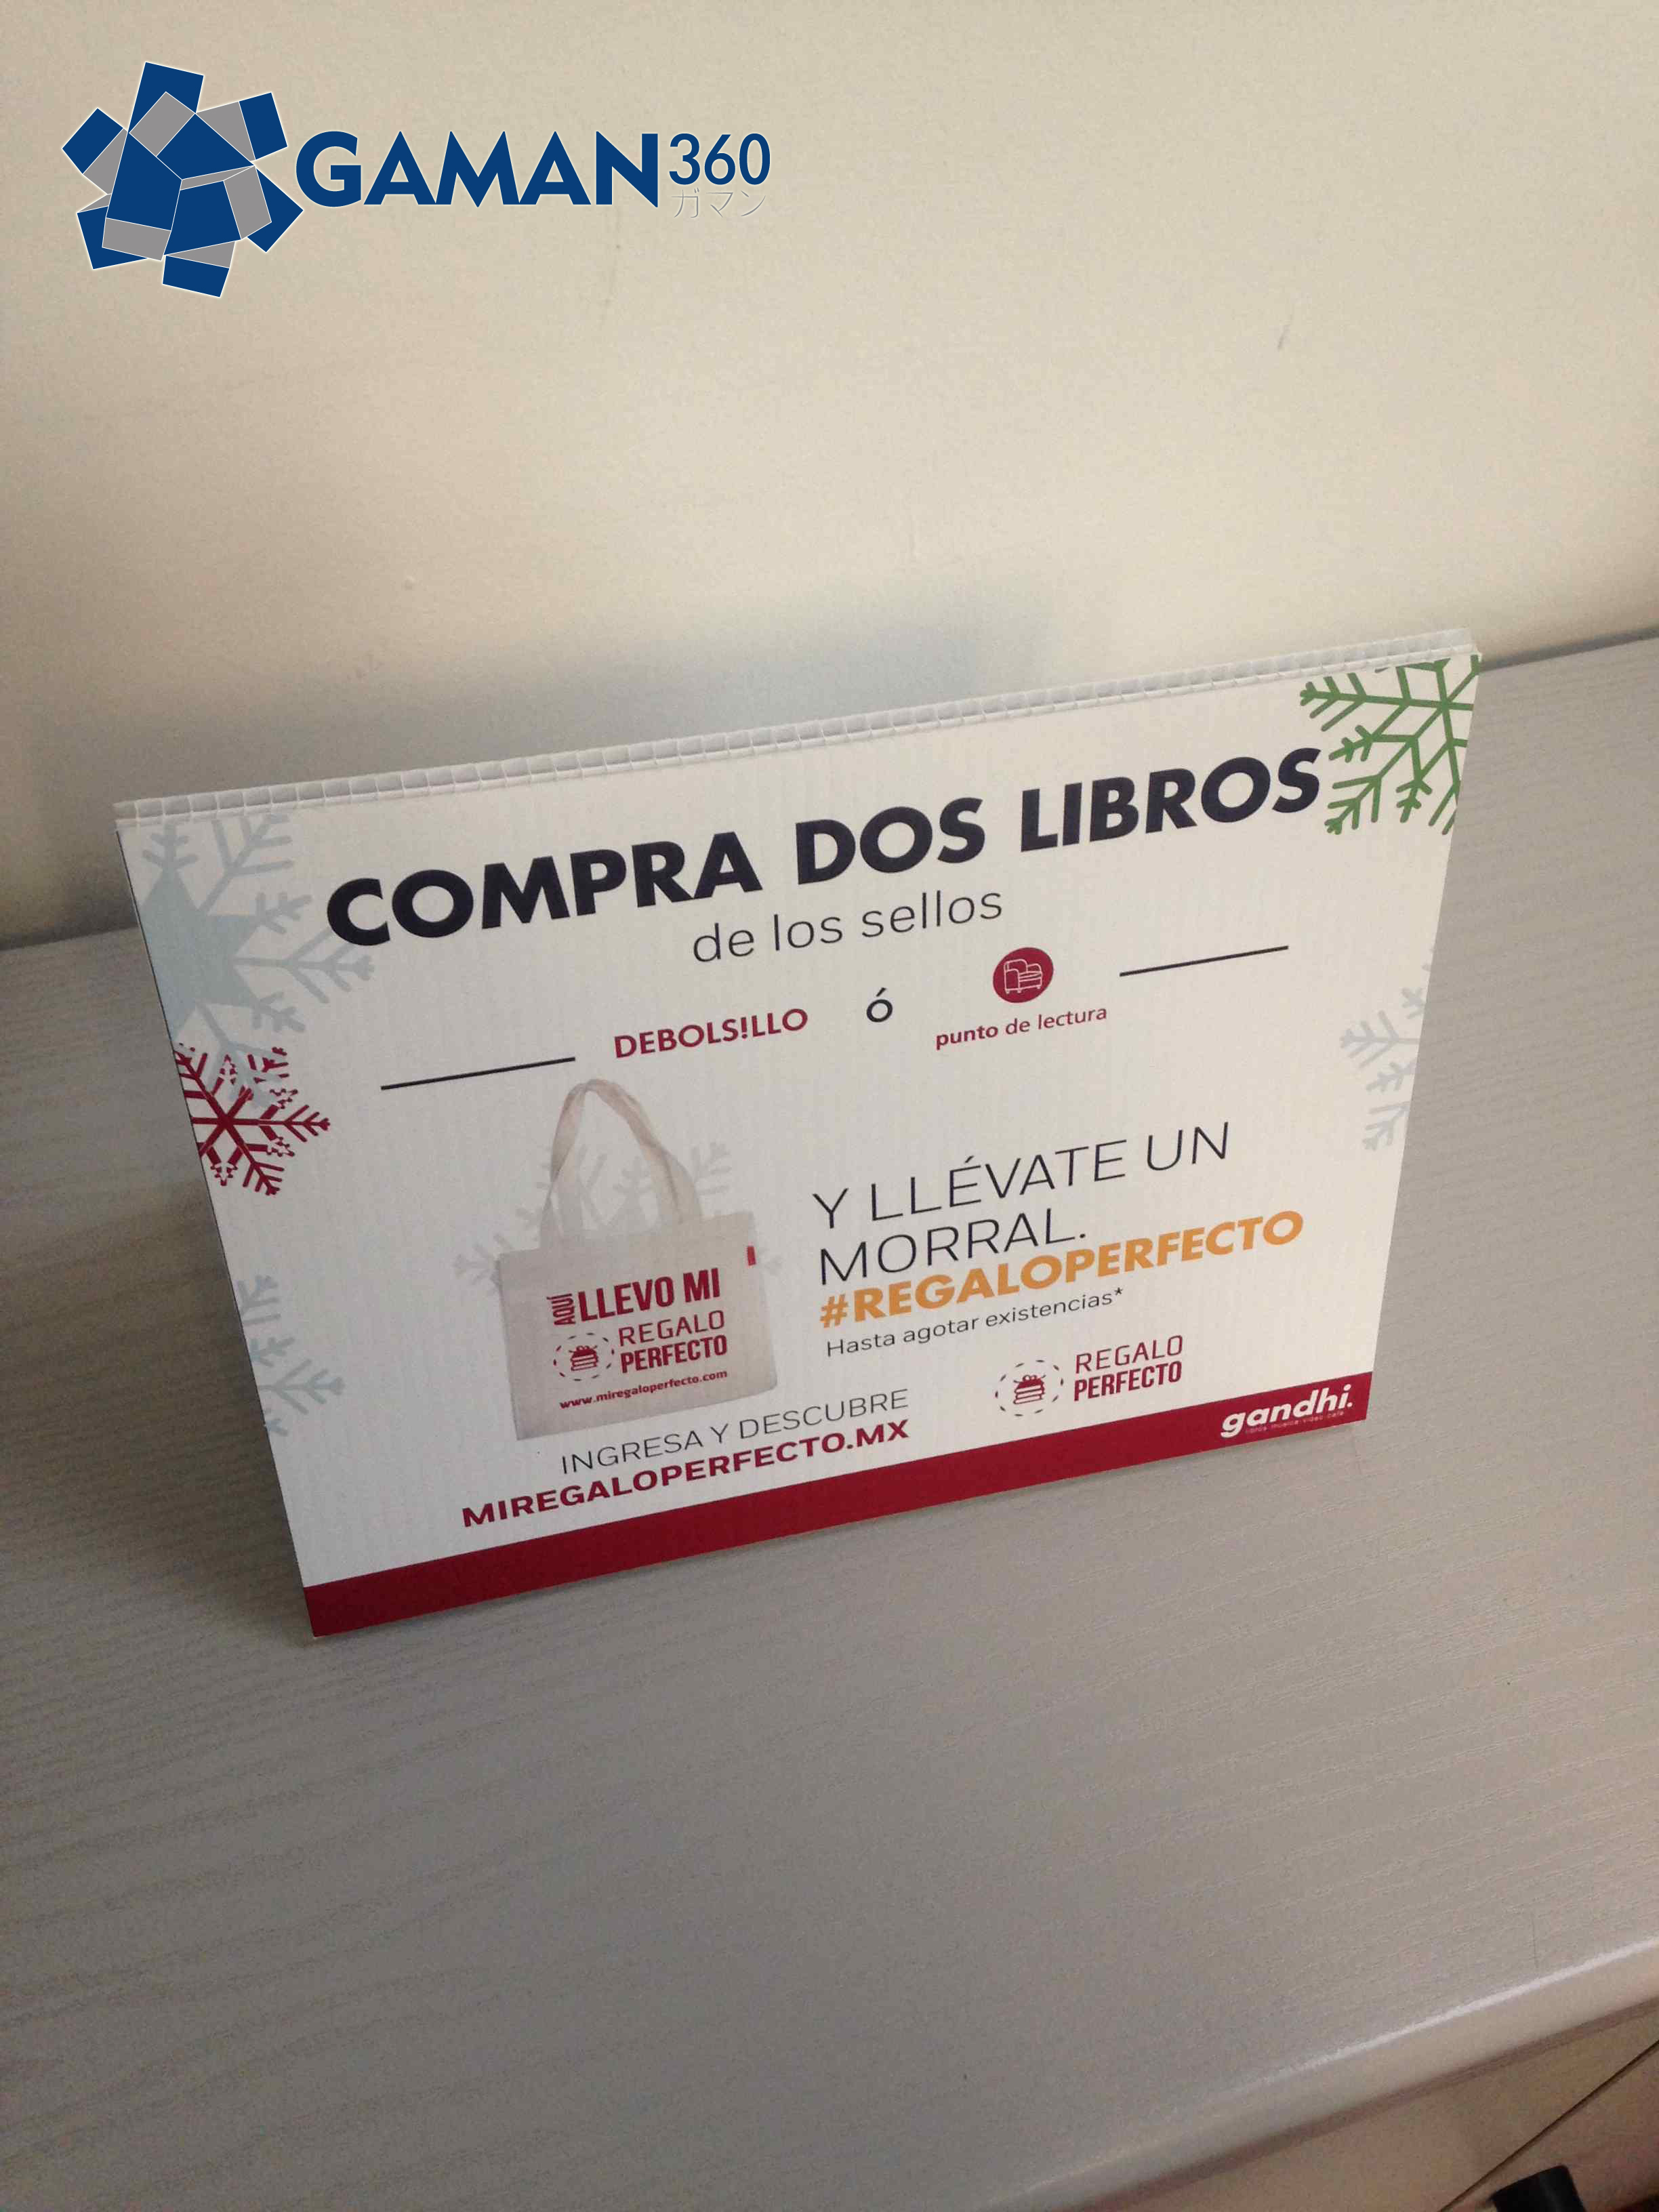 GAMAN360
ガマン
COMPRA DOS LIBROS
de los sellos
DEBOLS!LLO ó punto de lectura
Y LLÉVATE UN
MORRAL.
#REGALOPERFECTO
Hasta agotar existencias*
AQUÍ LLEVO MI
REGALO
PERFECTO
www.miregaloperfecto.com
INGRESA Y DESCUBRE
MIREGALOPERFECTO.MX
REGALO
PERFECTO
gandhi.